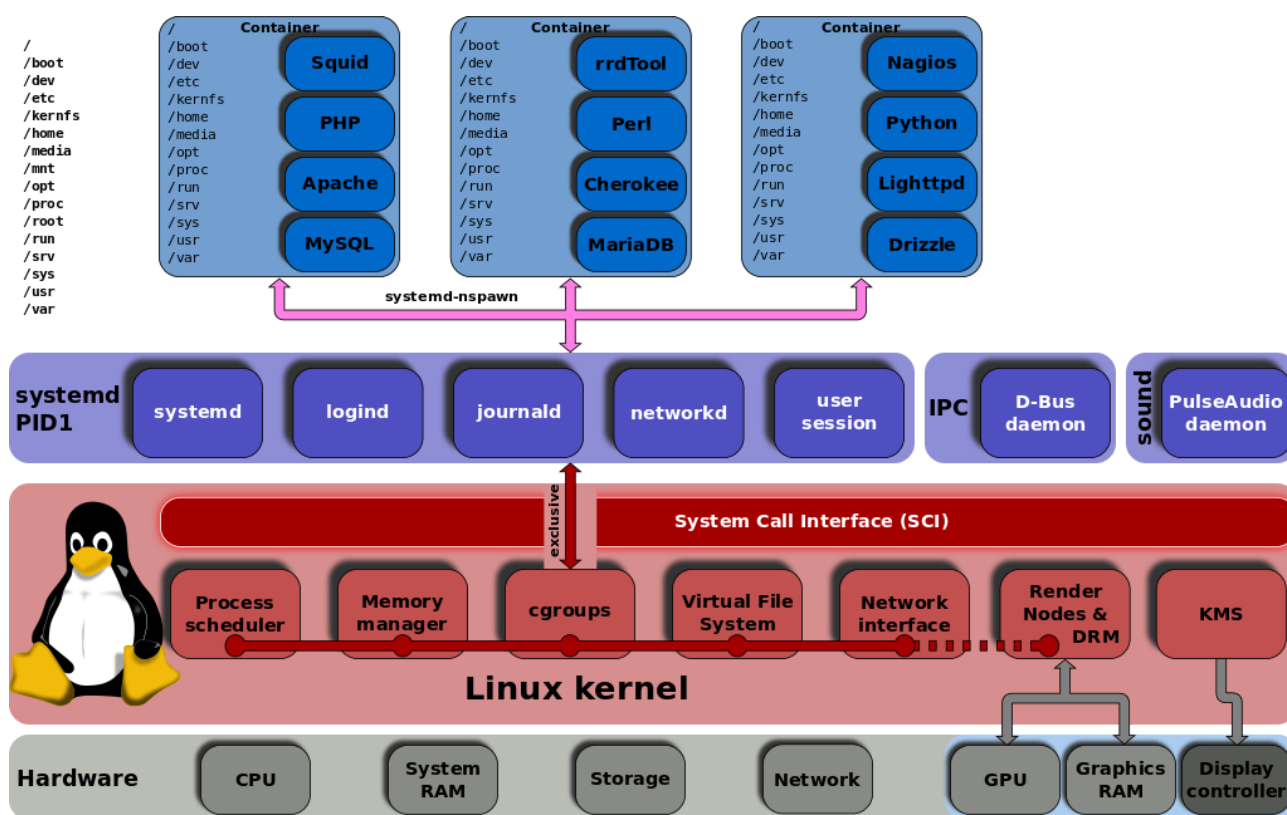 /
/boot
/dev
/etc
/kernfs
/home
/media
/mnt
/opt
/proc
/root
/run
/srv
/sys
/usr
/var
Container
/
/boot
/dev
/etc
/kernfs
/home
/media
/opt
/proc
/run
/srv
/sys
/usr
/var
Squid
PHP
Apache
MySQL
Container
/
/boot
/dev
/etc
/kernfs
/home
/media
/opt
/proc
/run
/srv
/sys
/usr
/var
rrdTool
Perl
Cherokee
MariaDB
Container
/
/boot
/dev
/etc
/kernfs
/home
/media
/opt
/proc
/run
/srv
/sys
/usr
/var
Nagios
Python
Lighttpd
Drizzle
systemd-nspawn
systemd
PID1
systemd
logind
journald
networkd
user
session
IPC
D-Bus
daemon
sound
PulseAudio
daemon
exclusive
System Call Interface (SCI)
Process
scheduler
Memory
manager
cgroups
Virtual File
System
Network
interface
Render
Nodes &
DRM
KMS
Linux kernel
Hardware
CPU
System
RAM
Storage
Network
GPU
Graphics
RAM
Display
controller